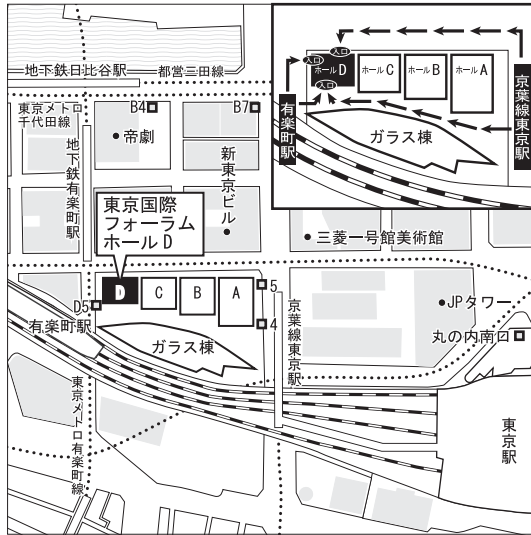 地下鉄日比谷駅
都営三田線
東京メトロ
千代田線
B4
B7
帝劇
地下鉄有楽町駅
新東京ビル
東京国際
フォーラム
ホールD
三菱一号館美術館
D
C
B
A
5
4
D5
有楽町駅
ガラス棟
京葉線東京駅
JPタワー
丸の内南口
東京駅
東京メトロ有楽町線
入口
入口
入口
ホールD
ホールC
ホールB
ホールA
有楽町駅
京葉線東京駅
ガラス棟